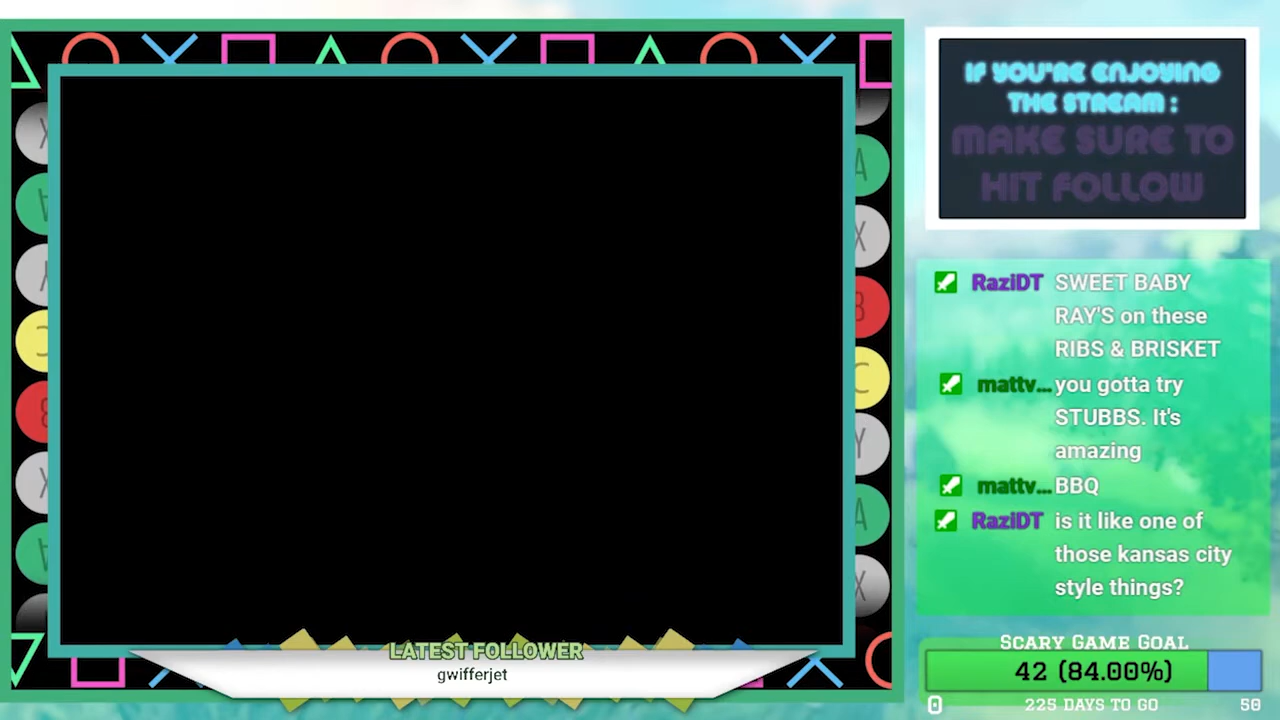 IF YOU'RE ENJOYING
THE STREAM :
MAKE SURE TO
HIT FOLLOW
RaziDT SWEET BABY
RAY'S on these
RIBS & BRISKET
mattv... you gotta try
STUBBS. It's
amazing
mattv... BBQ
RaziDT is it like one of
those kansas city
style things?
LATEST FOLLOWER
gwifferjet
SCARY GAME GOAL
42 (84.00%)
0 225 DAYS TO GO 50
X
A
X
B
C
Y
A
X